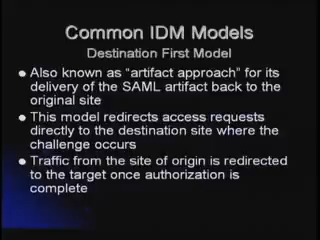 Common IDM Models
Destination First Model
Also known as "artifact approach" for its
delivery of the SAML artifact back to the
original site
This model redirects access requests
directly to the destination site where the
challenge occurs
Traffic from the site of origin is redirected
to the target once authorization is
complete